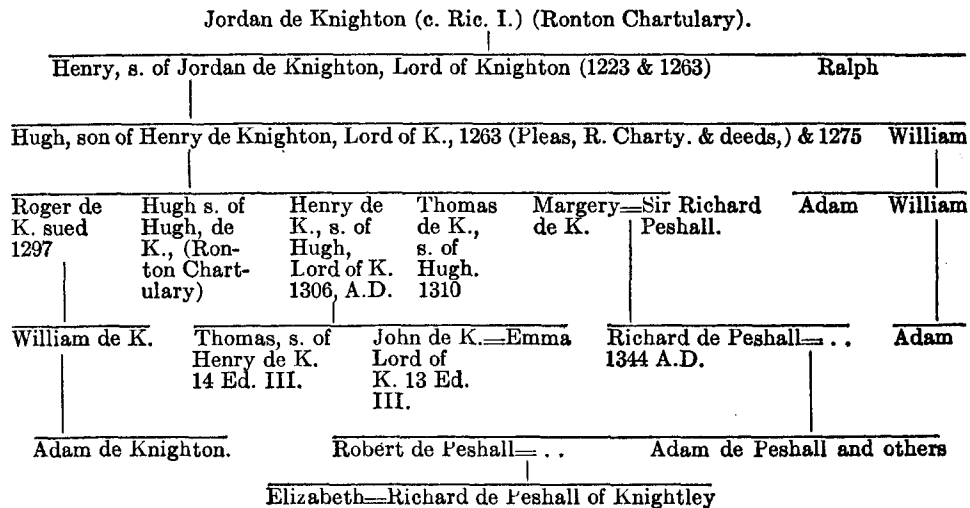 Jordan de Knighton (c. Ric. I.) (Ronton Chartulary).
Henry, s. of Jordan de Knighton, Lord of Knighton (1223 & 1263) Ralph
Hugh, son of Henry de Knighton, Lord of K., 1263 (Pleas, R. Charty. & deeds,) & 1275 William
Roger de
K. sued
1297
Hugh s. of
Hugh, de
K., (Ron-
ton Chart-
ulary)
Henry de
K., s. of
Hugh,
Lord of K.
1306, A.D.
Thomas
de K.,
s. of
Hugh.
1310
Margery=Sir Richard
de K. Peshall.
Adam William
William de K.
Thomas, s. of
Henry de K.
14 Ed. III.
John de K.=Emma
Lord of
K. 13 Ed.
III.
Richard de Peshall=. .
1344 A.D.
Adam
Adam de Knighton.
Robert de Peshall=. .
Adam de Peshall and others
Elizabeth=Richard de Peshall of Knightley